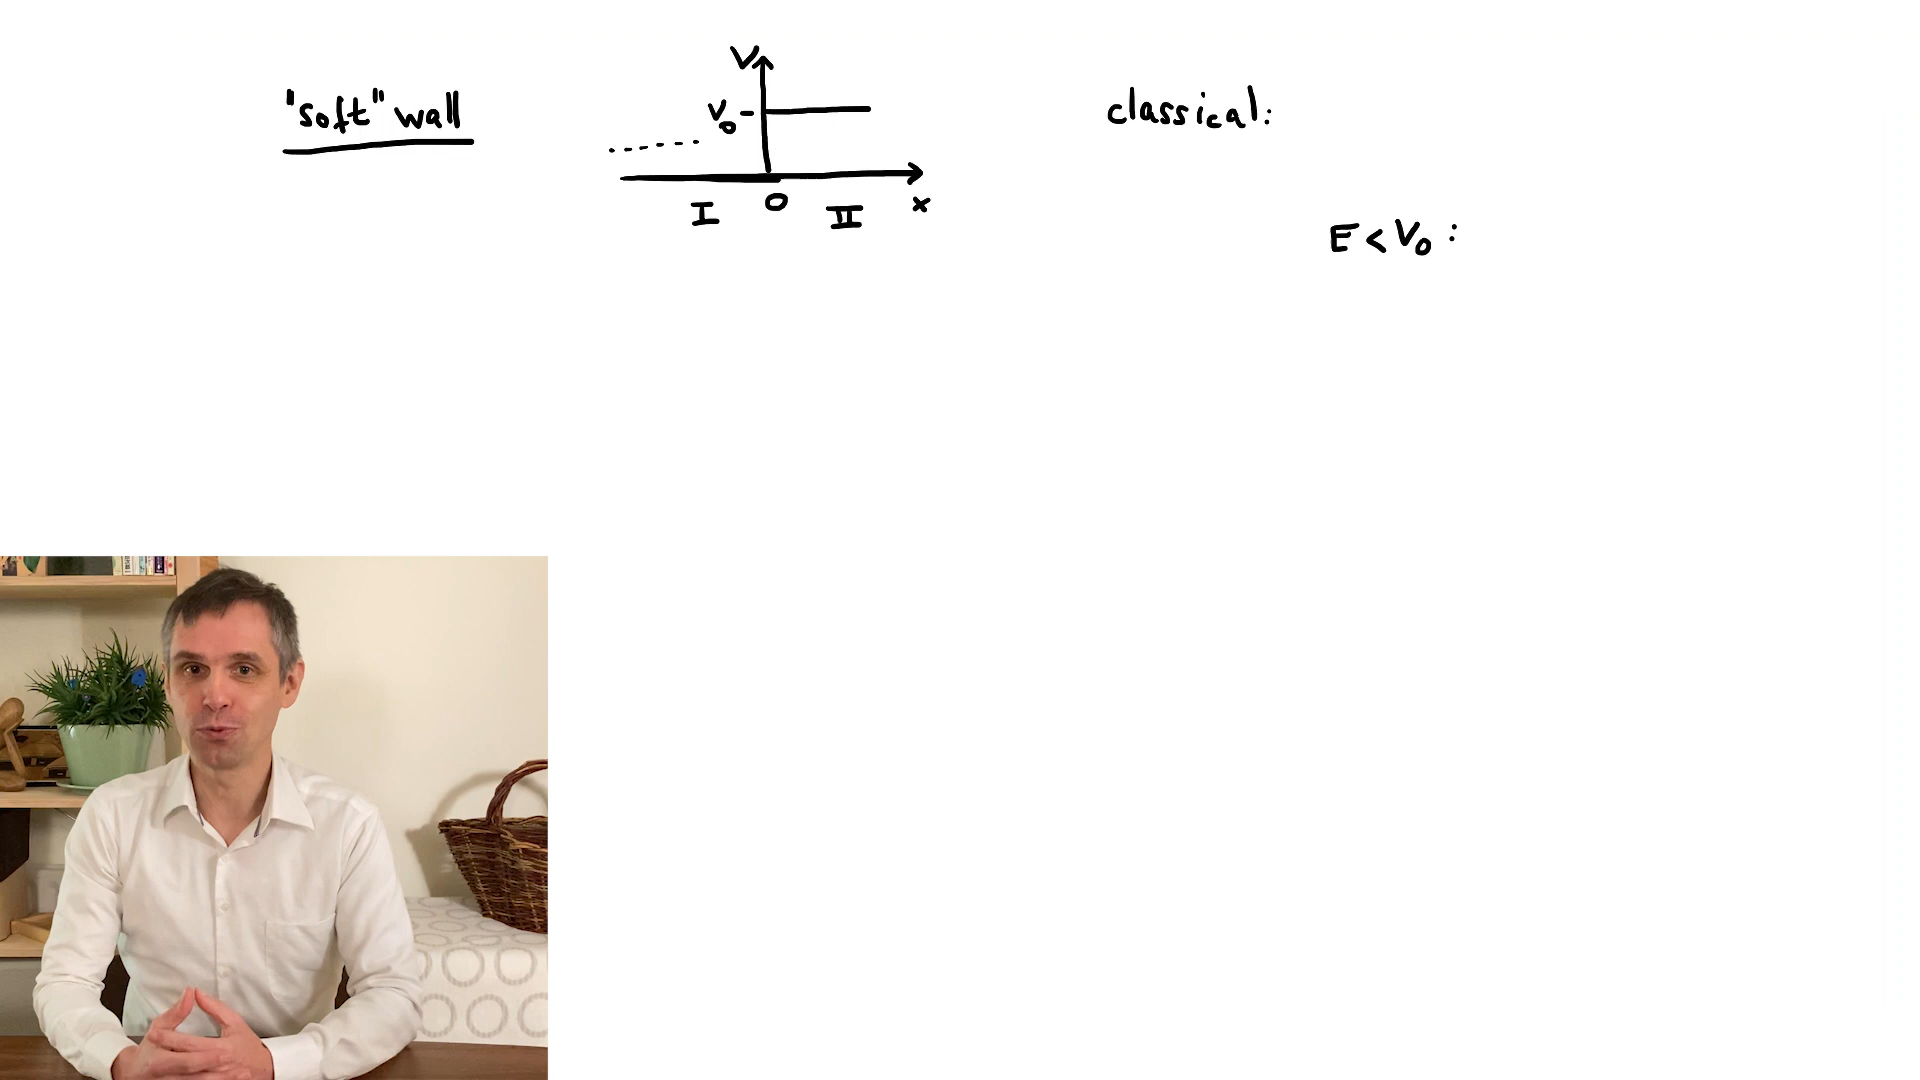 "soft" wall
V
V₀
I 0 II x
classical:
E < V₀ :